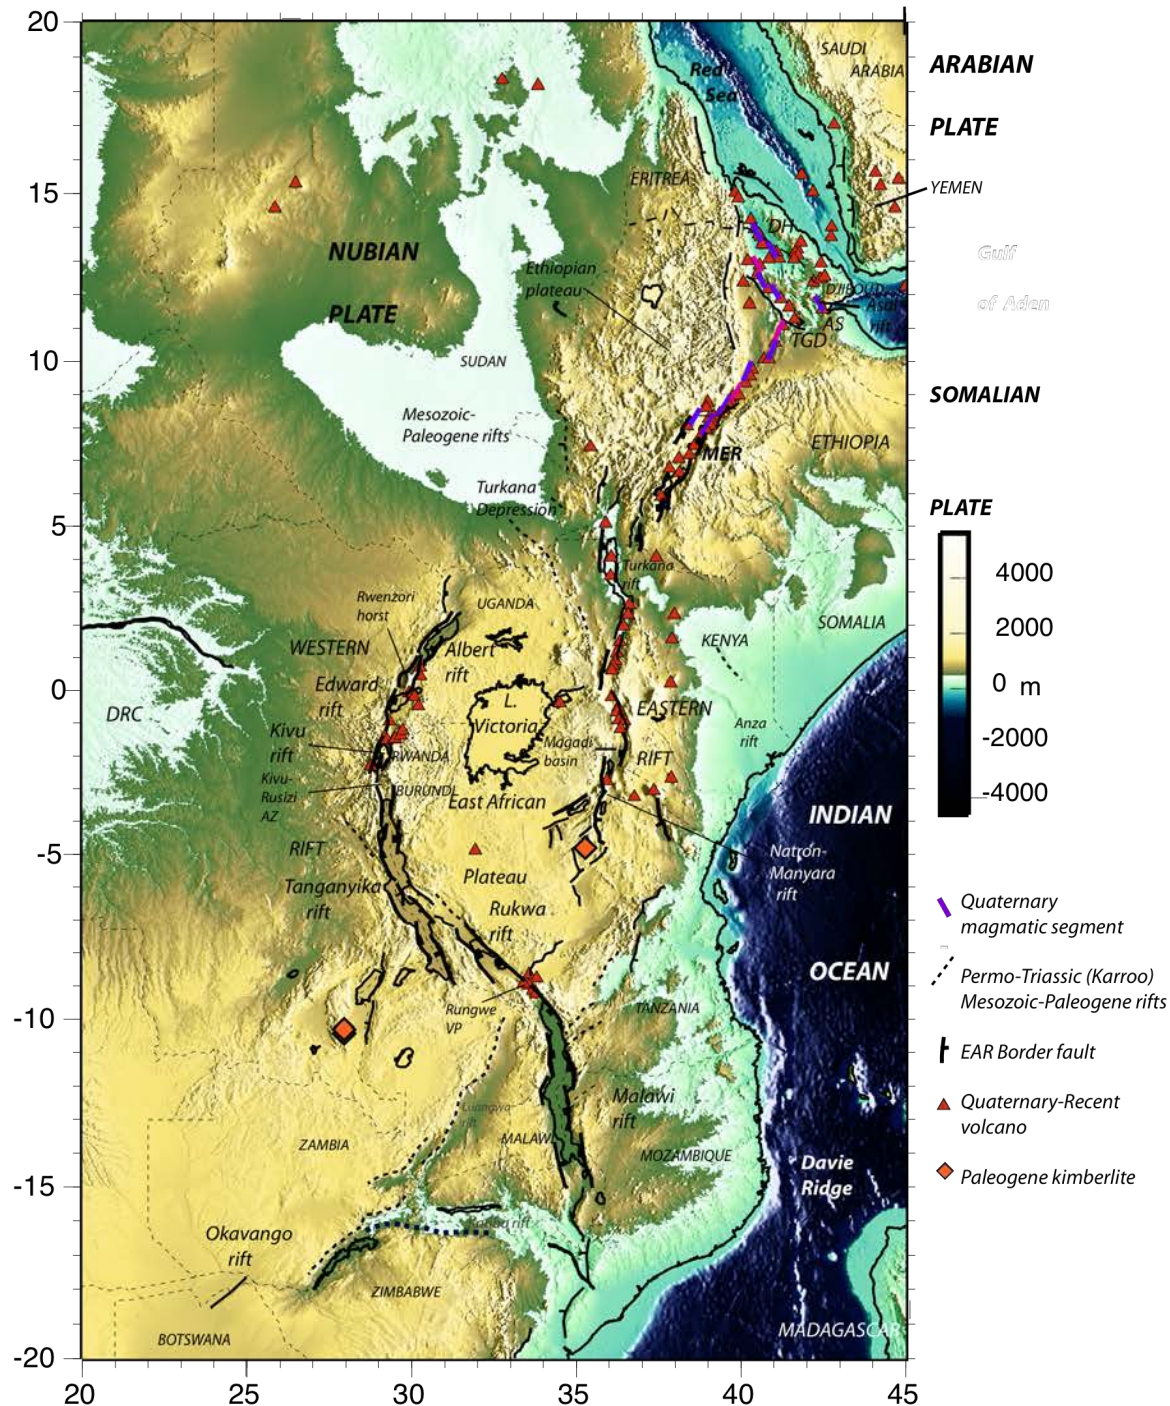 20
15
10
5
0
-5
-10
-15
-20
20
25
30
35
40
45
SAUDI
ARABIA
Red
Sea
ERITREA
NUBIAN
PLATE
Ethiopian
plateau
DH
DJIBOUTI
Asal
rift
AS
TGD
SUDAN
Mesozoic-
Paleogene rifts
MER
ETHIOPIA
Turkana
Depression
Turkana
rift
Rwenzori
horst
UGANDA
WESTERN
Albert
rift
KENYA
SOMALIA
Edward
rift
L.
Victoria
EASTERN
DRC
Kivu
rift
RWANDA
Magadi
basin
Anza
rift
RIFT
Kivu-
Rusizi
AZ
BURUNDI
East African
INDIAN
RIFT
Natron-
Manyara
rift
Tanganyika
rift
Plateau
Rukwa
rift
OCEAN
Rungwe
VP
TANZANIA
Luangwa
rift
Malawi
rift
ZAMBIA
MALAWI
MOZAMBIQUE
Davie
Ridge
Okavango
rift
rift
ZIMBABWE
BOTSWANA
MADAGASCAR
ARABIAN
PLATE
YEMEN
Gulf
of Aden
SOMALIAN
PLATE
4000
2000
0 m
-2000
-4000
Quaternary
magmatic segment
Permo-Triassic (Karroo)
Mesozoic-Paleogene rifts
EAR Border fault
Quaternary-Recent
volcano
Paleogene kimberlite